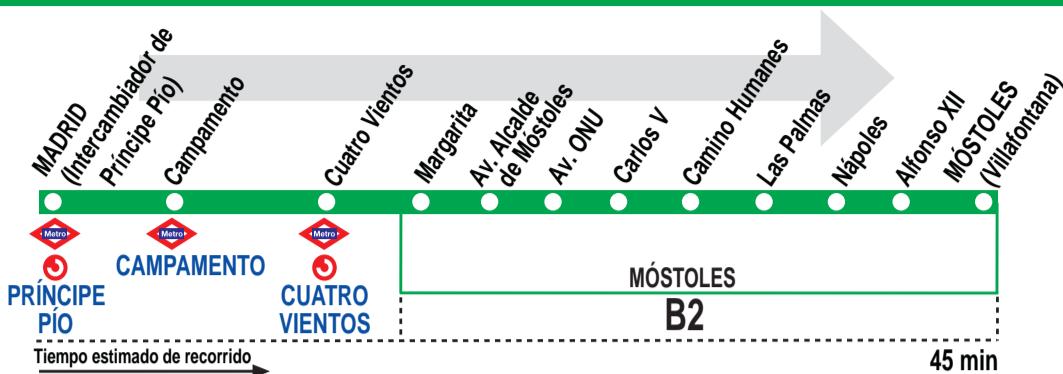 MADRID
(Intercambiador de
Príncipe Pío)
Campamento
Cuatro Vientos
Margarita
Av. Alcalde
de Móstoles
Av. ONU
Carlos V
Camino Humanes
Las Palmas
Nápoles
Alfonso XII
MÓSTOLES
(Villafontana)
Metro
Metro
Metro
PRÍNCIPE
PÍO
CAMPAMENTO
CUATRO
VIENTOS
MÓSTOLES
B2
Tiempo estimado de recorrido
45 min